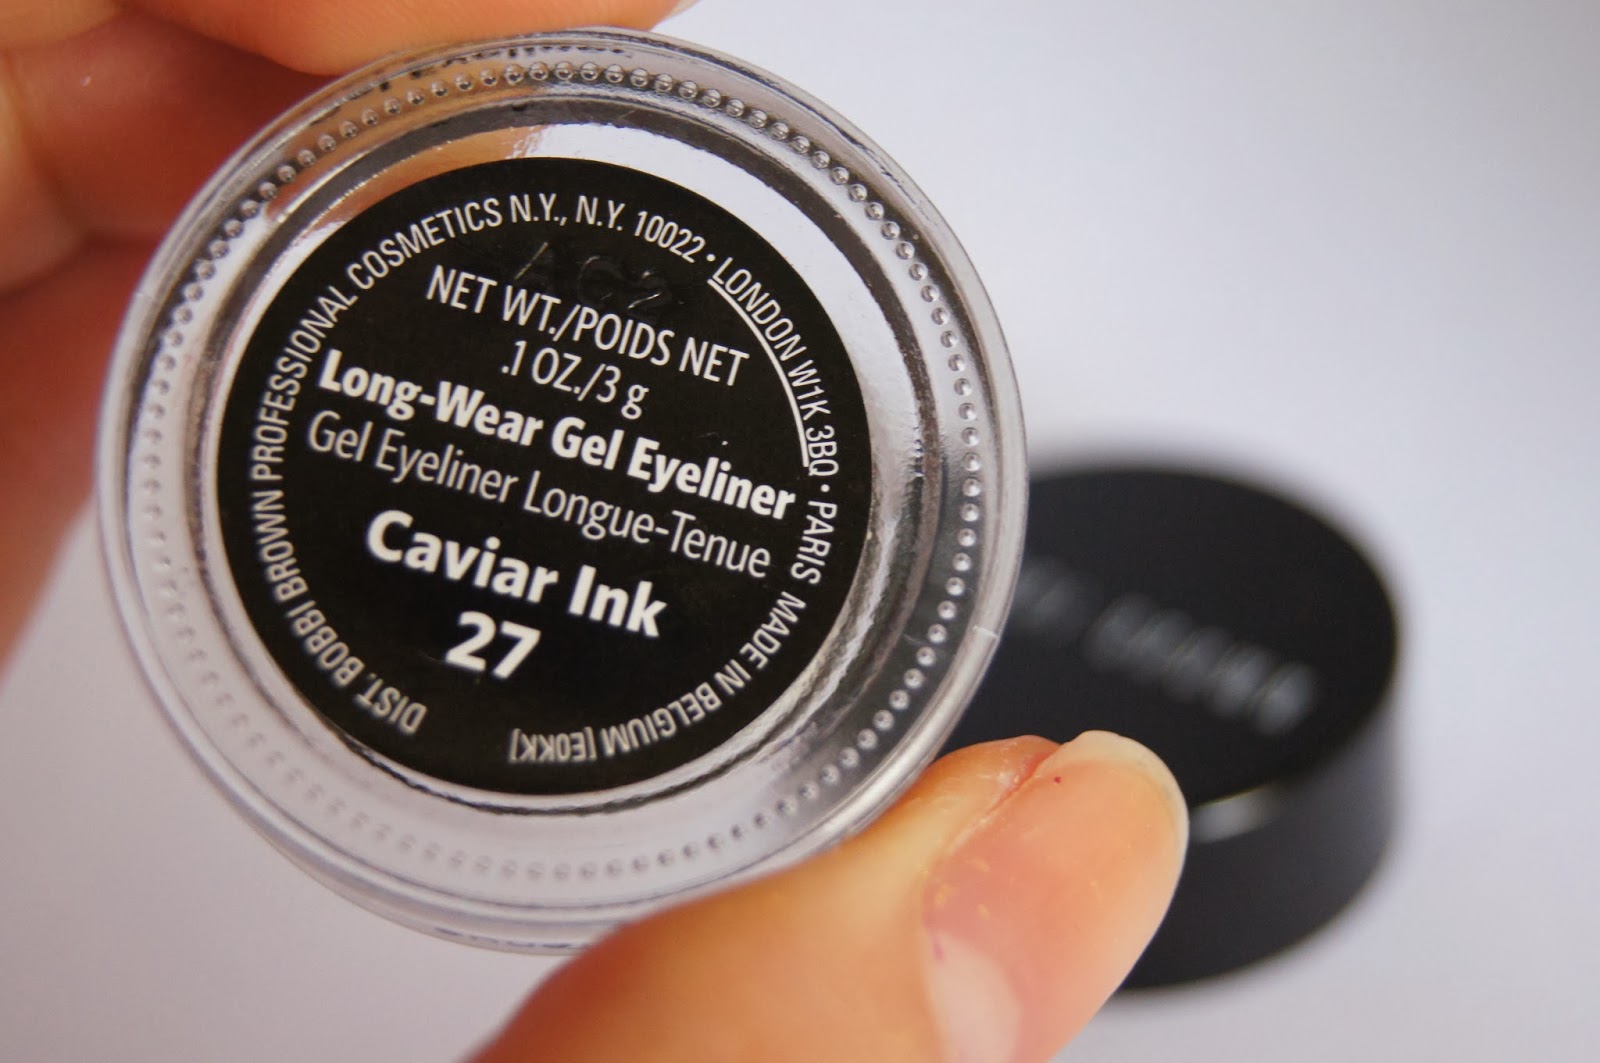 DIST. BOBBI BROWN PROFESSIONAL COSMETICS N.Y., N.Y. 10022 • LONDON W1K 3BQ • PARIS MADE IN BELGIUM [E0KK]
AC2
NET WT./POIDS NET
.1 OZ./3 g
Long-Wear Gel Eyeliner
Gel Eyeliner Longue-Tenue
Caviar Ink
27